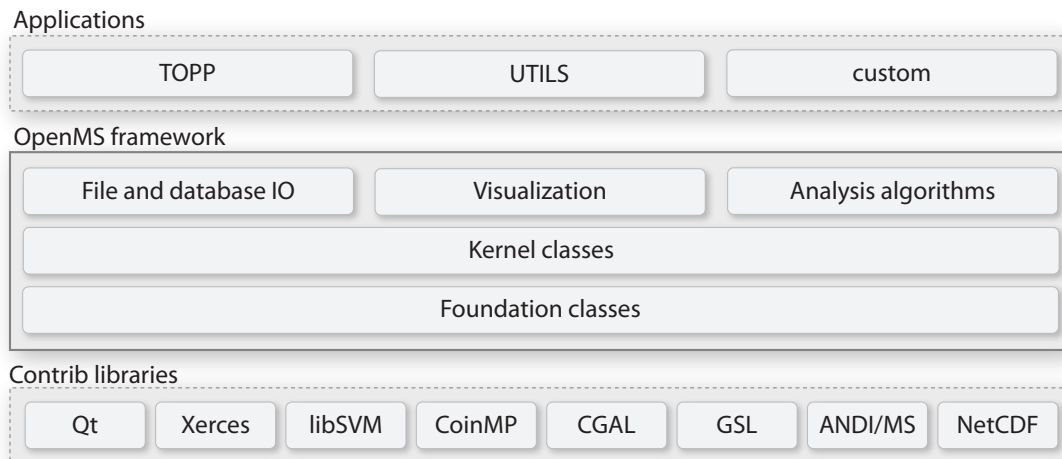 Applications
TOPP UTILS custom
OpenMS framework
File and database IO Visualization Analysis algorithms
Kernel classes
Foundation classes
Contrib libraries
Qt Xerces libSVM CoinMP CGAL GSL ANDI/MS NetCDF